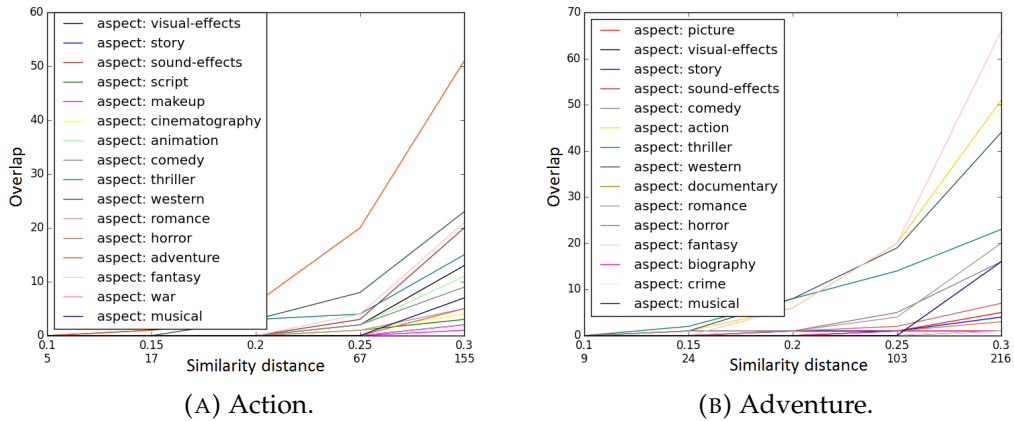 60
50
40
30
20
10
0
Overlap
aspect: visual-effects
aspect: story
aspect: sound-effects
aspect: script
aspect: makeup
aspect: cinematography
aspect: animation
aspect: comedy
aspect: thriller
aspect: western
aspect: romance
aspect: horror
aspect: adventure
aspect: fantasy
aspect: war
aspect: musical
0.1 0.15 0.2 0.25 0.3
5 17 67 155
Similarity distance
(A) Action.
70
60
50
40
30
20
10
0
Overlap
aspect: picture
aspect: visual-effects
aspect: story
aspect: sound-effects
aspect: comedy
aspect: action
aspect: thriller
aspect: western
aspect: documentary
aspect: romance
aspect: horror
aspect: fantasy
aspect: biography
aspect: crime
aspect: musical
0.1 0.15 0.2 0.25 0.3
9 24 103 216
Similarity distance
(B) Adventure.